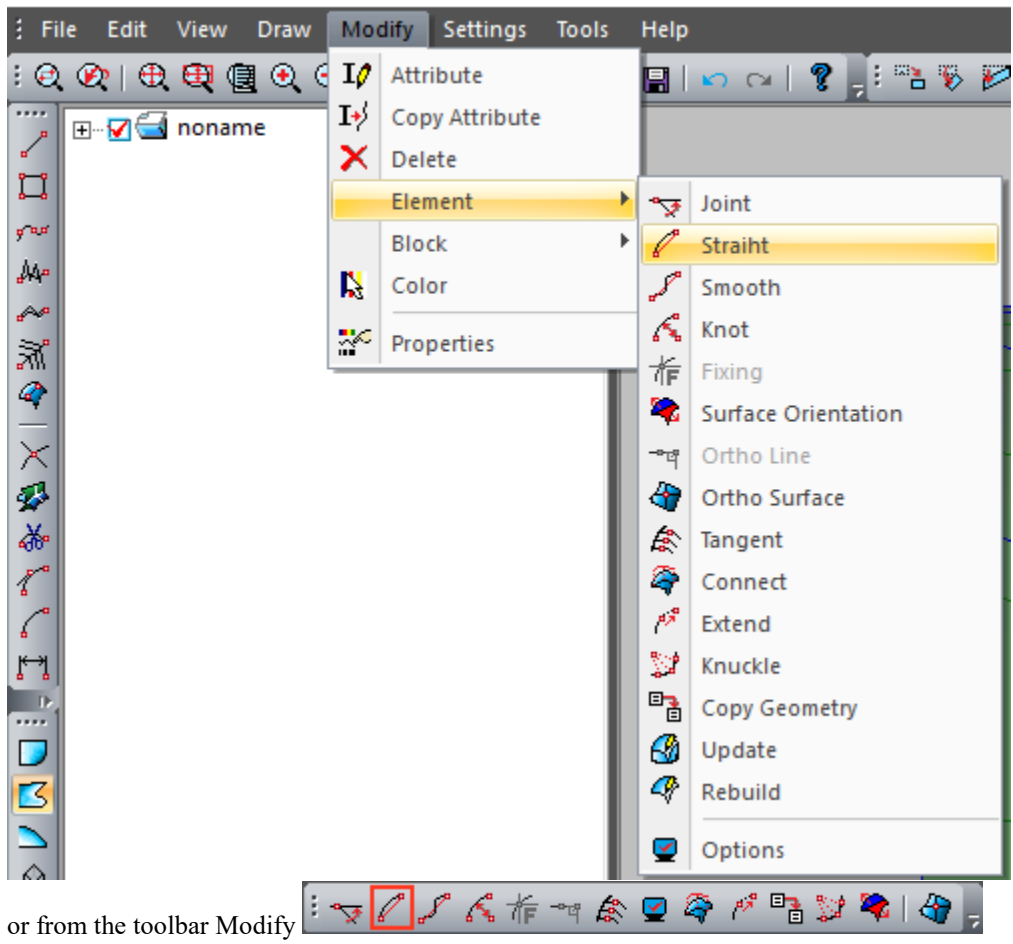 File Edit View Draw Modify Settings Tools Help
Attribute
Copy Attribute
noname
Delete
Element
Block
Color
Properties
Joint
Straiht
Smooth
Knot
Fixing
Surface Orientation
Ortho Line
Ortho Surface
Tangent
Connect
Extend
Knuckle
Copy Geometry
Update
Rebuild
Options
or from the toolbar Modify